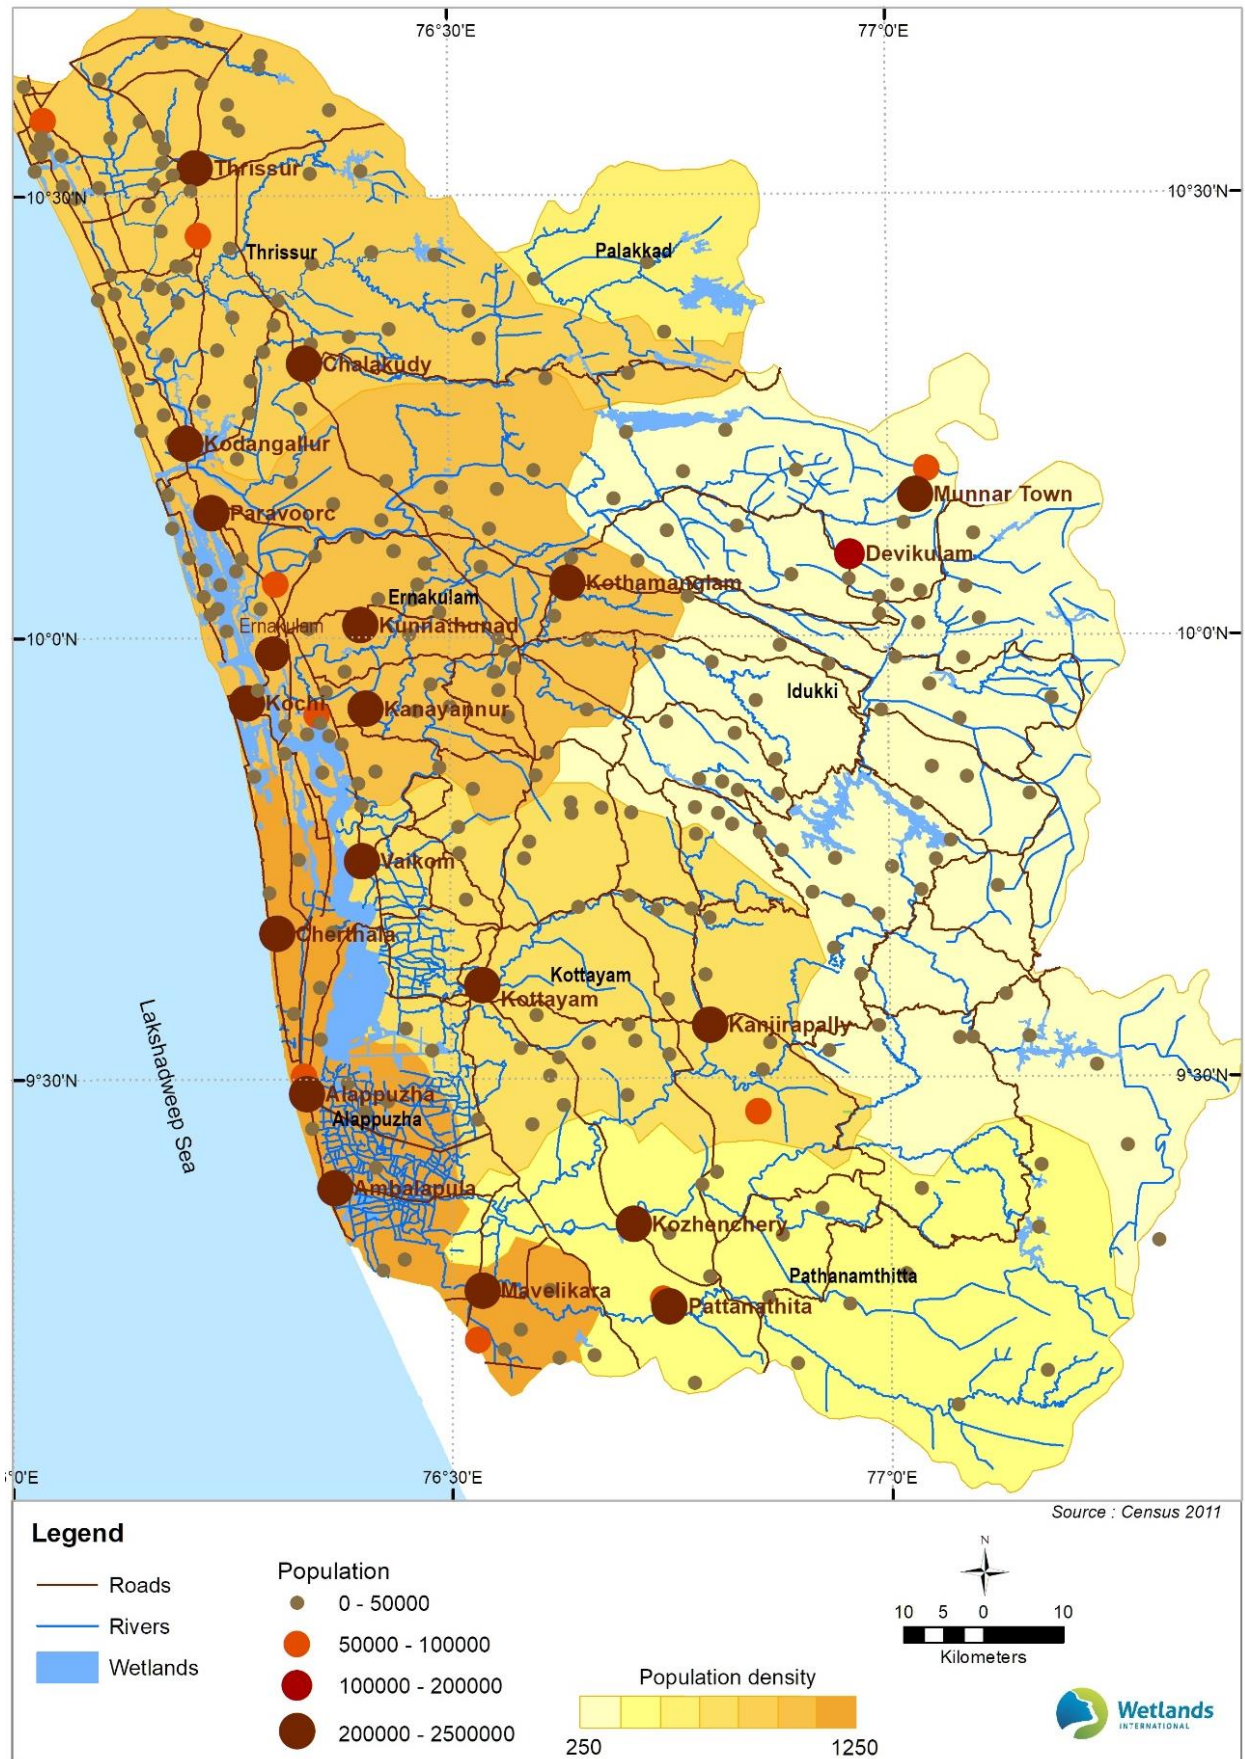 76°30'E
77°0'E
Thrissur
10°30'N
10°30'N
Thrissur
Palakkad
Chalakudy
Kodangallur
Munnar Town
Paravoorc
Devikulam
Kothamanglam
Ernakulam
Ernakulam
Kunnathunad
10°0'N
10°0'N
Idukki
Kochi
Kanayannur
Vaikom
Cherthala
Kottayam
Kottayam
Kanjirapally
Lakshadweep Sea
9°30'N
9°30'N
Alappuzha
Alappuzha
Ambalapula
Kozhenchery
Pathanamthitta
Mavelikara
Pattanathita
°0'E
76°30'E
77°0'E
Source : Census 2011
Legend
Roads
Rivers
Wetlands
Population
0 - 50000
50000 - 100000
100000 - 200000
200000 - 2500000
Population density
250
1250
N
10 5 0 10
Kilometers
Wetlands
INTERNATIONAL